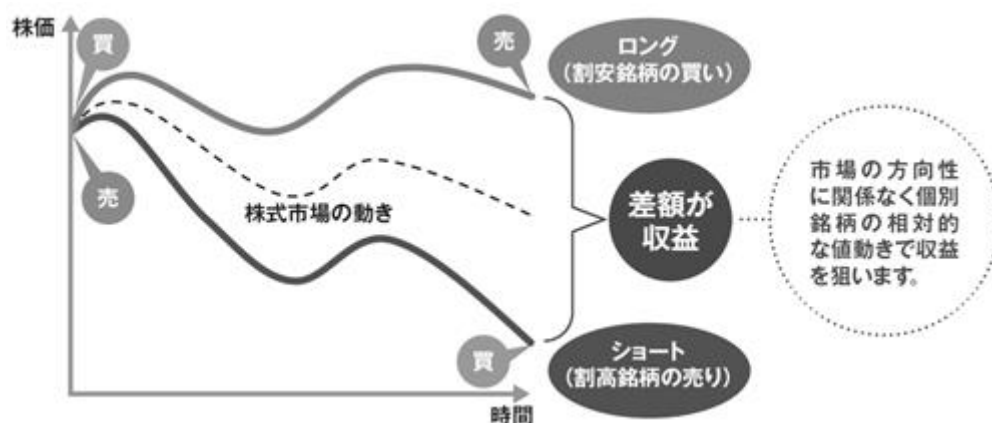 株価
買
売
ロング
(割安銘柄の買い)
売
株式市場の動き
差額が
収益
市場の方向性
に関係なく個別
銘柄の相対的
な値動きで収益
を狙います。
買
ショート
(割高銘柄の売り)
時間